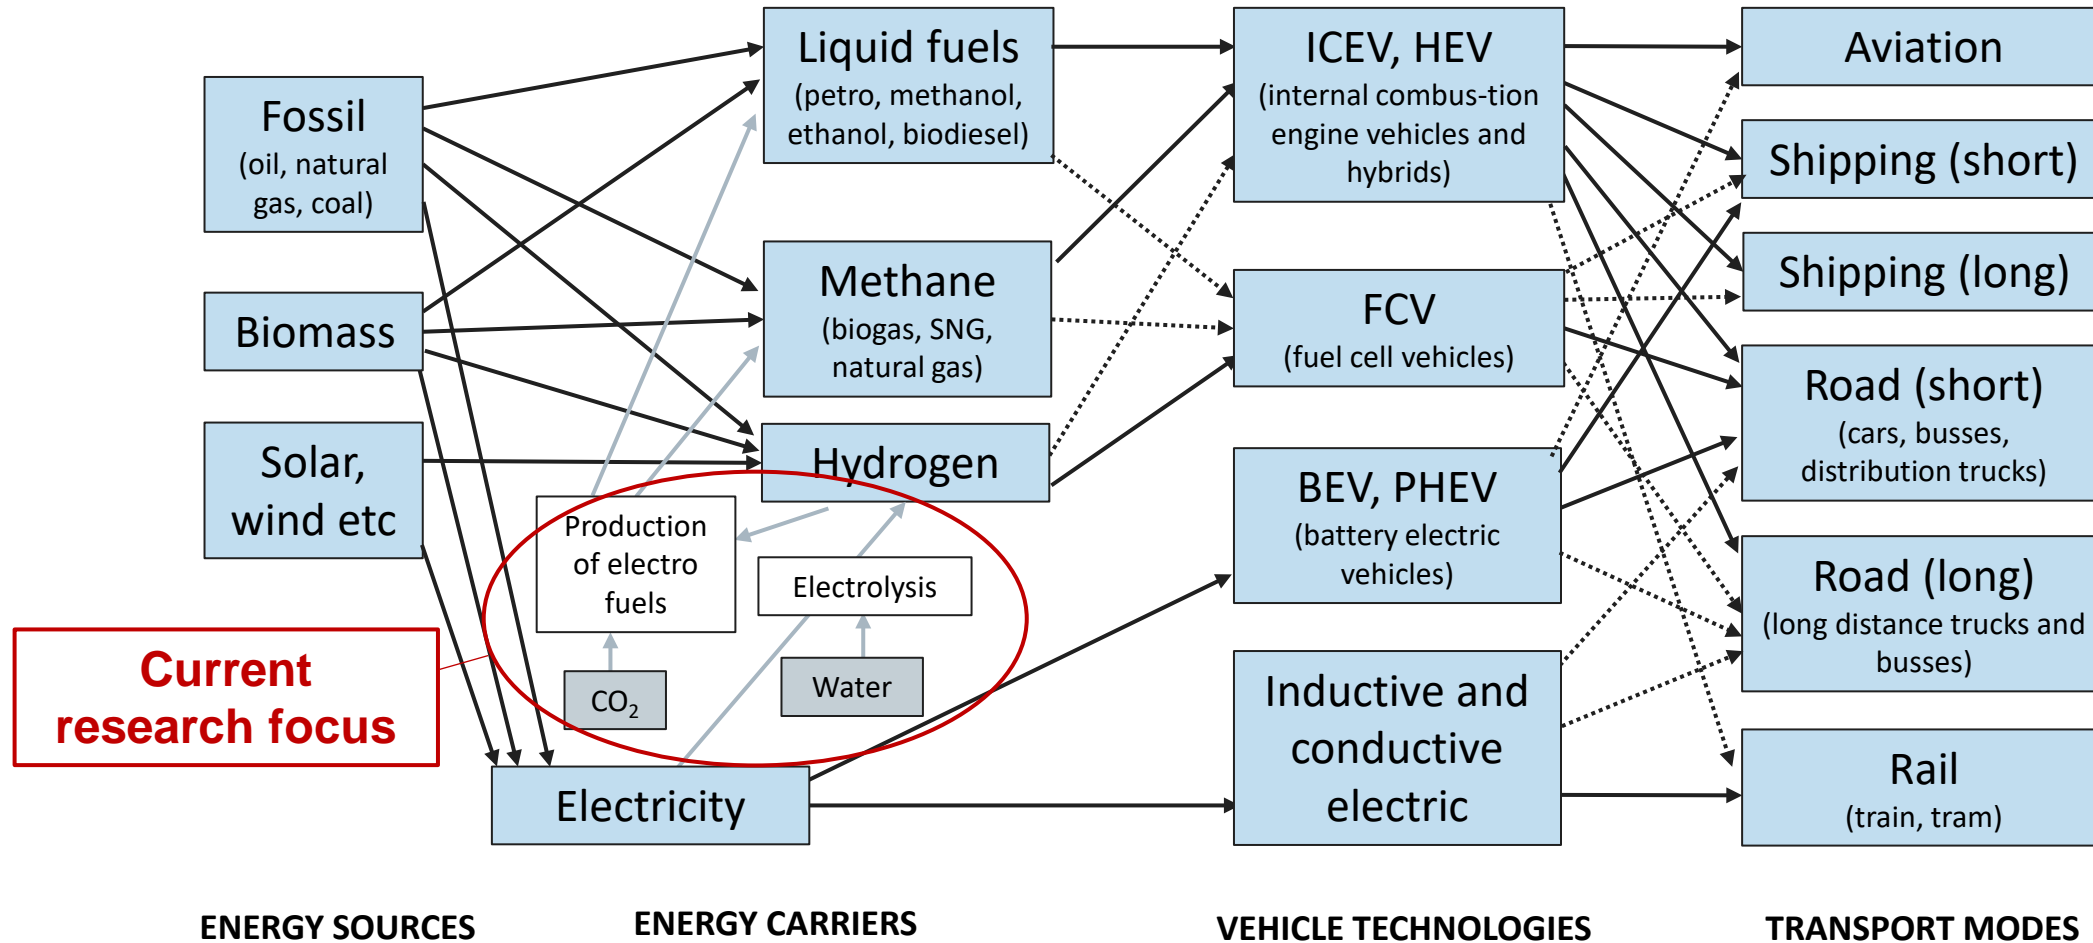 Fossil
(oil, natural
gas, coal)
Biomass
Solar,
wind etc
Current
research focus
Liquid fuels
(petro, methanol,
ethanol, biodiesel)
Methane
(biogas, SNG,
natural gas)
Hydrogen
Production
of electro
fuels
Electrolysis
CO₂
Water
Electricity
ICEV, HEV
(internal combus-tion
engine vehicles and
hybrids)
FCV
(fuel cell vehicles)
BEV, PHEV
(battery electric
vehicles)
Inductive and
conductive
electric
Aviation
Shipping (short)
Shipping (long)
Road (short)
(cars, busses,
distribution trucks)
Road (long)
(long distance trucks and
busses)
Rail
(train, tram)
ENERGY SOURCES
ENERGY CARRIERS
VEHICLE TECHNOLOGIES
TRANSPORT MODES